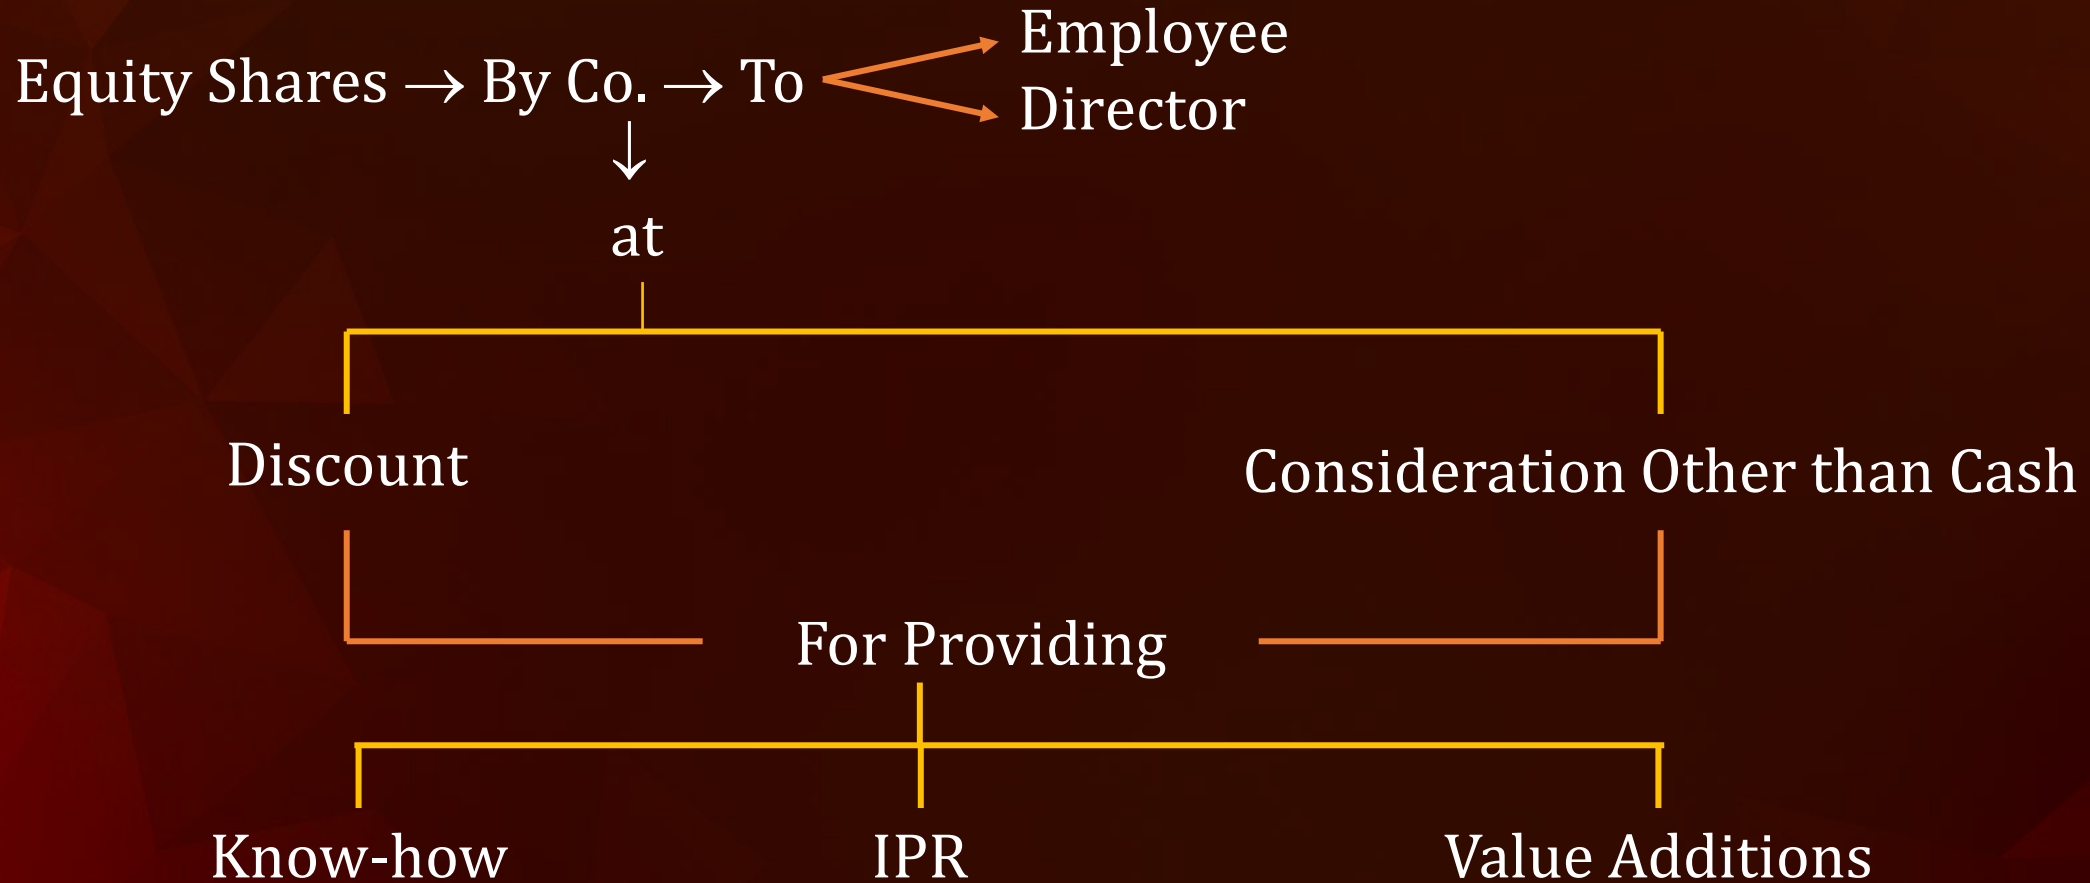 Employee
Equity Shares → By Co. → To
Director
↓
at
Discount
Consideration Other than Cash
For Providing
Know-how IPR Value Additions